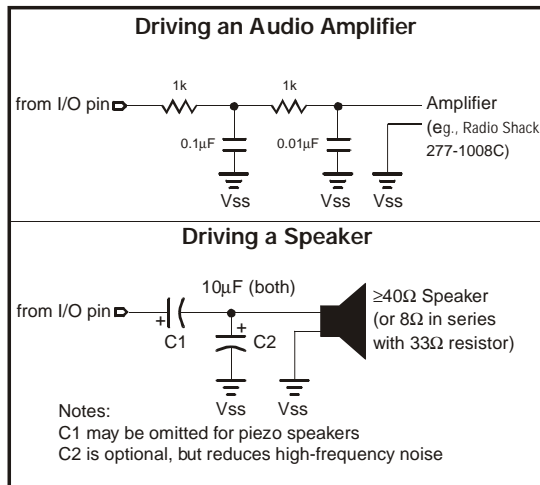 Driving an Audio Amplifier
1k
1k
from I/O pin
Amplifier
(eg., Radio Shack
277-1008C)
0.1µF
0.01µF
Vss
Vss
Vss
Driving a Speaker
10µF (both)
from I/O pin
≥40Ω Speaker
(or 8Ω in series
with 33Ω resistor)
+
+
C1
C2
Vss
Vss
Notes:
C1 may be omitted for piezo speakers
C2 is optional, but reduces high-frequency noise